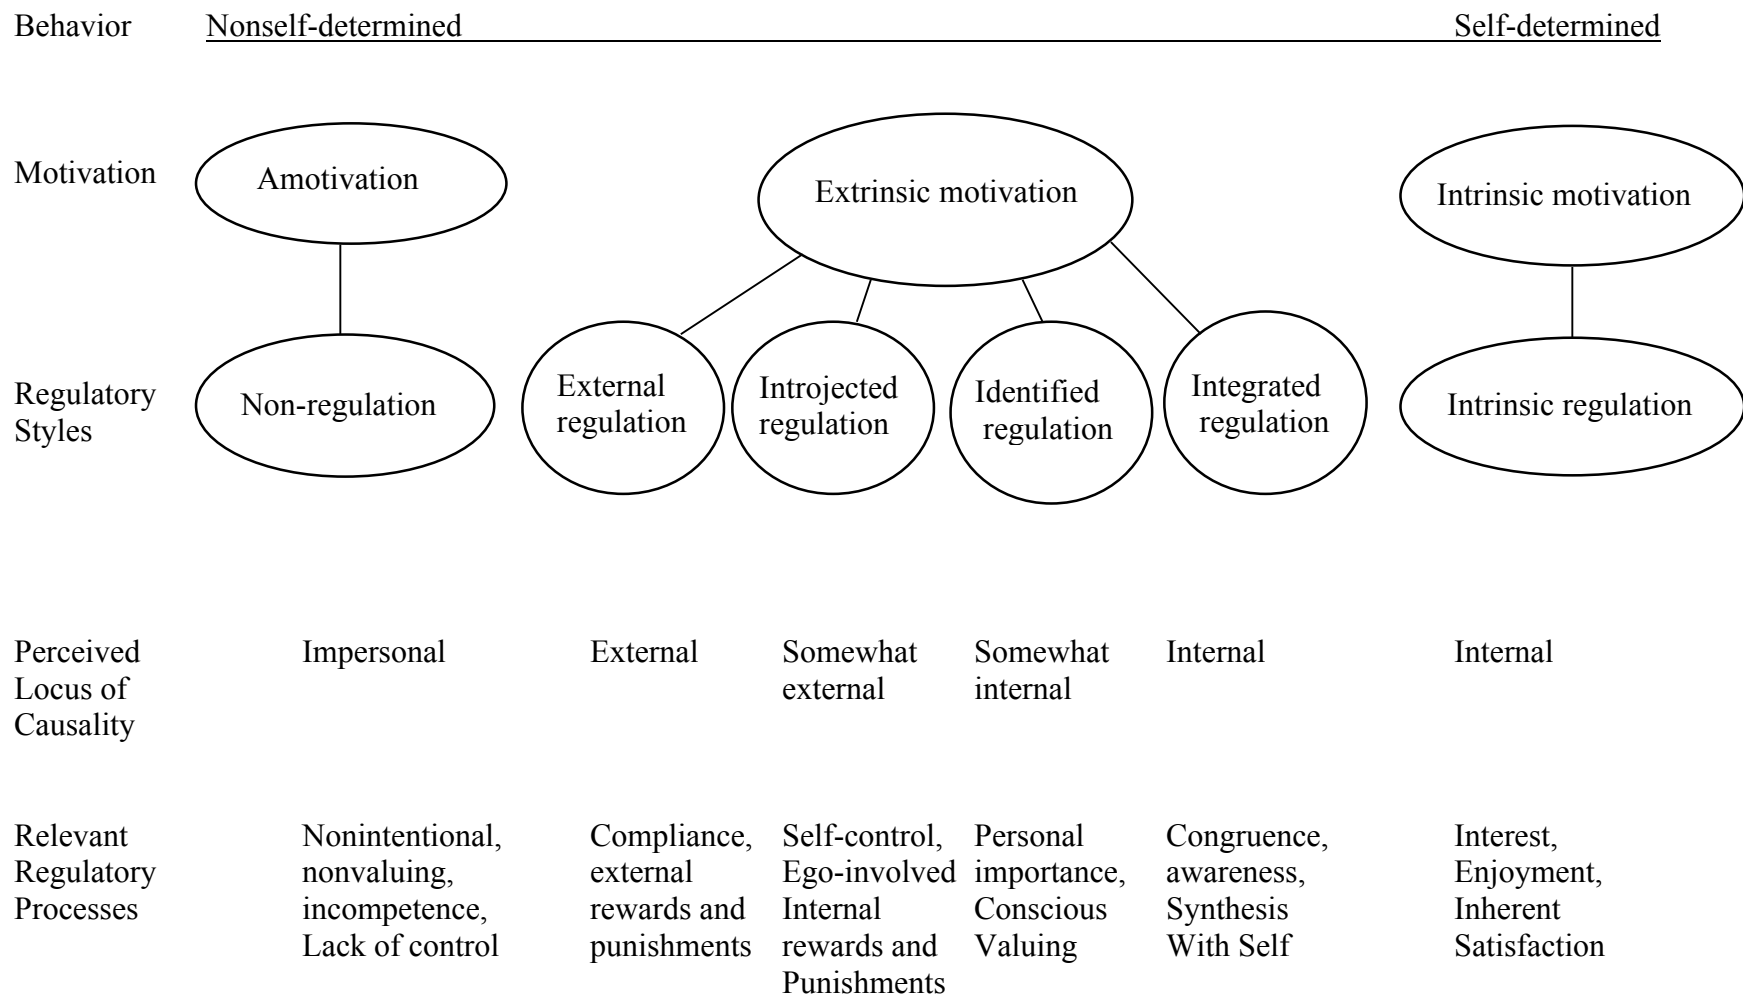 Behavior Nonself-determined Self-determined
Motivation Amotivation Extrinsic motivation Intrinsic motivation
Regulatory
Styles
Non-regulation
External
regulation
Introjected
regulation
Identified
regulation
Integrated
regulation
Intrinsic regulation
Perceived
Locus of
Causality
Impersonal
External
Somewhat
external
Somewhat
internal
Internal
Internal
Relevant
Regulatory
Processes
Nonintentional,
nonvaluing,
incompetence,
Lack of control
Compliance,
external
rewards and
punishments
Self-control,
Ego-involved
Internal
rewards and
Punishments
Personal
importance,
Conscious
Valuing
Congruence,
awareness,
Synthesis
With Self
Interest,
Enjoyment,
Inherent
Satisfaction